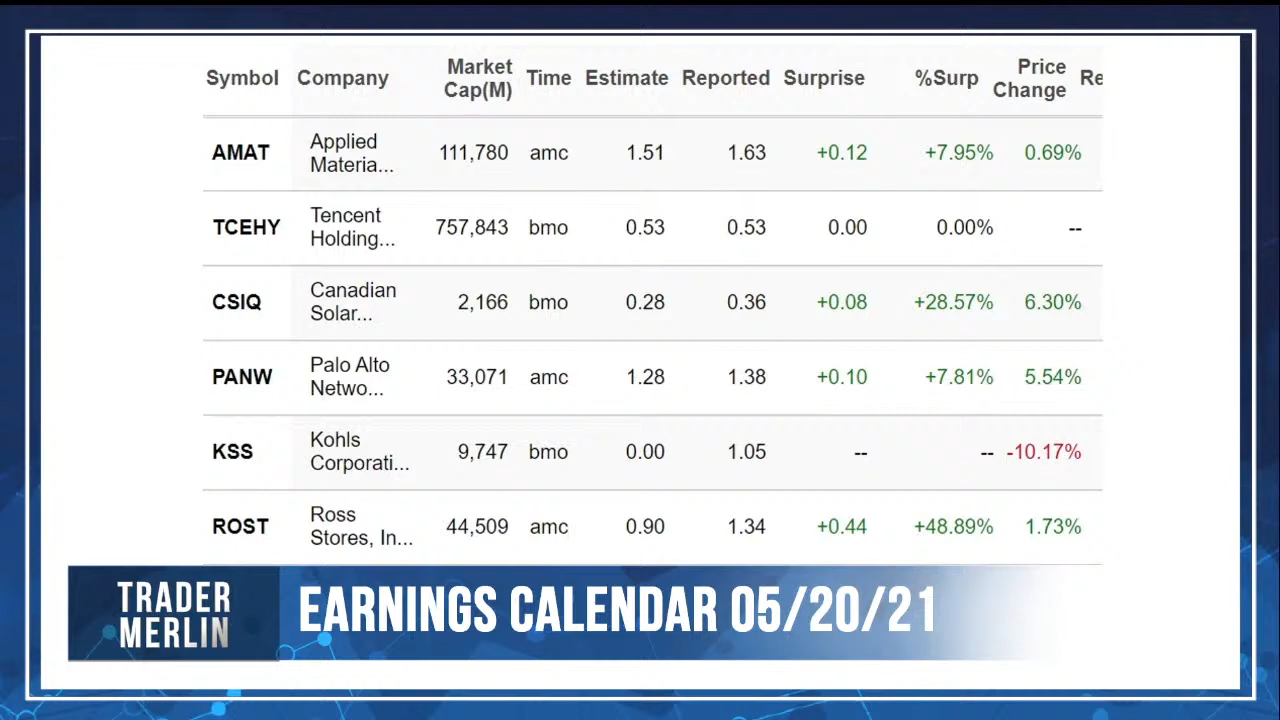 Symbol Company Market Cap(M) Time Estimate Reported Surprise %Surp Price Change Re
AMAT Applied Materia... 111,780 amc 1.51 1.63 +0.12 +7.95% 0.69%
TCEHY Tencent Holding... 757,843 bmo 0.53 0.53 0.00 0.00% --
CSIQ Canadian Solar... 2,166 bmo 0.28 0.36 +0.08 +28.57% 6.30%
PANW Palo Alto Netwo... 33,071 amc 1.28 1.38 +0.10 +7.81% 5.54%
KSS Kohls Corporati... 9,747 bmo 0.00 1.05 -- -- -10.17%
ROST Ross Stores, In... 44,509 amc 0.90 1.34 +0.44 +48.89% 1.73%
TRADER
MERLIN
EARNINGS CALENDAR 05/20/21